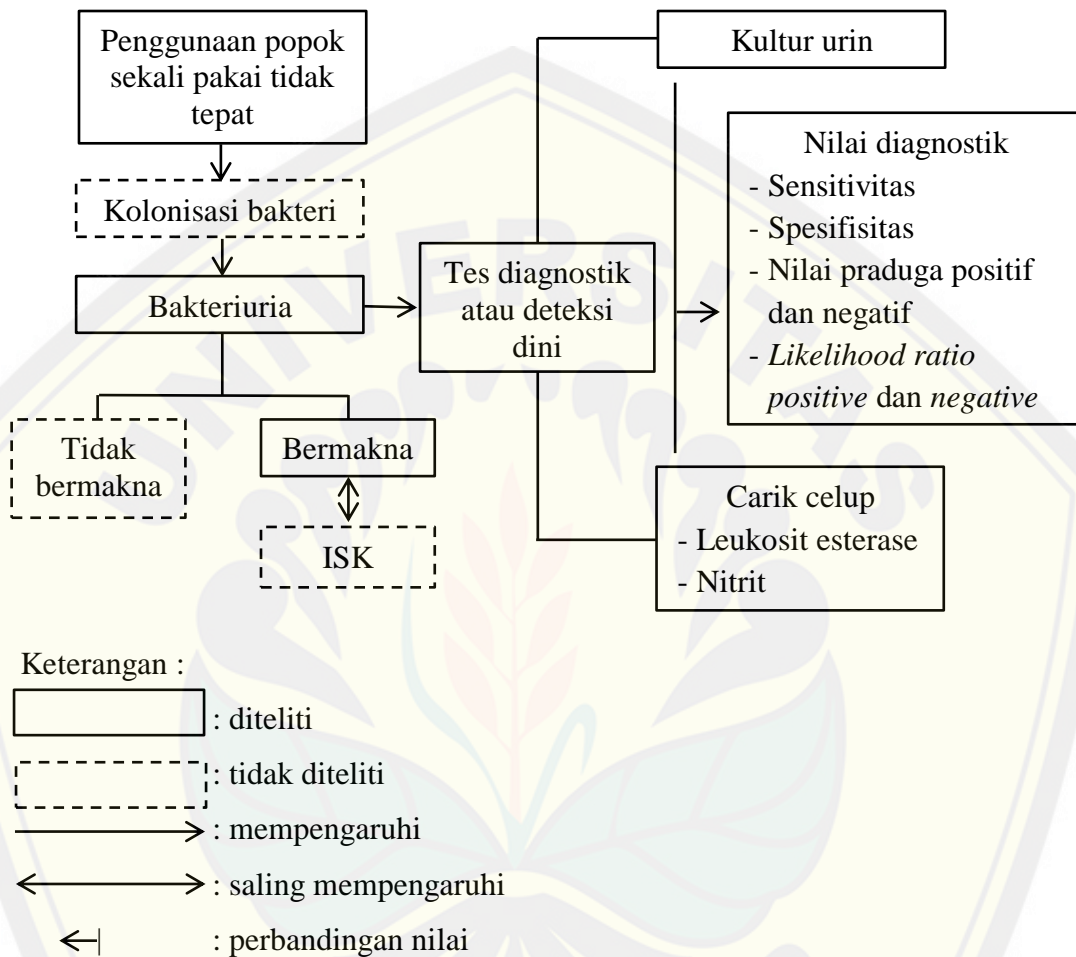 Penggunaan popok
sekali pakai tidak
tepat
Kolonisasi bakteri
Bakteriuria
Tidak
bermakna
Bermakna
ISK
Tes diagnostik
atau deteksi
dini
Kultur urin
Nilai diagnostik
- Sensitivitas
- Spesifisitas
- Nilai praduga positif
dan negatif
- Likelihood ratio
positive dan negative
Carik celup
- Leukosit esterase
- Nitrit
Keterangan :
: diteliti
: tidak diteliti
: mempengaruhi
: saling mempengaruhi
: perbandingan nilai
UNIVERSITAS